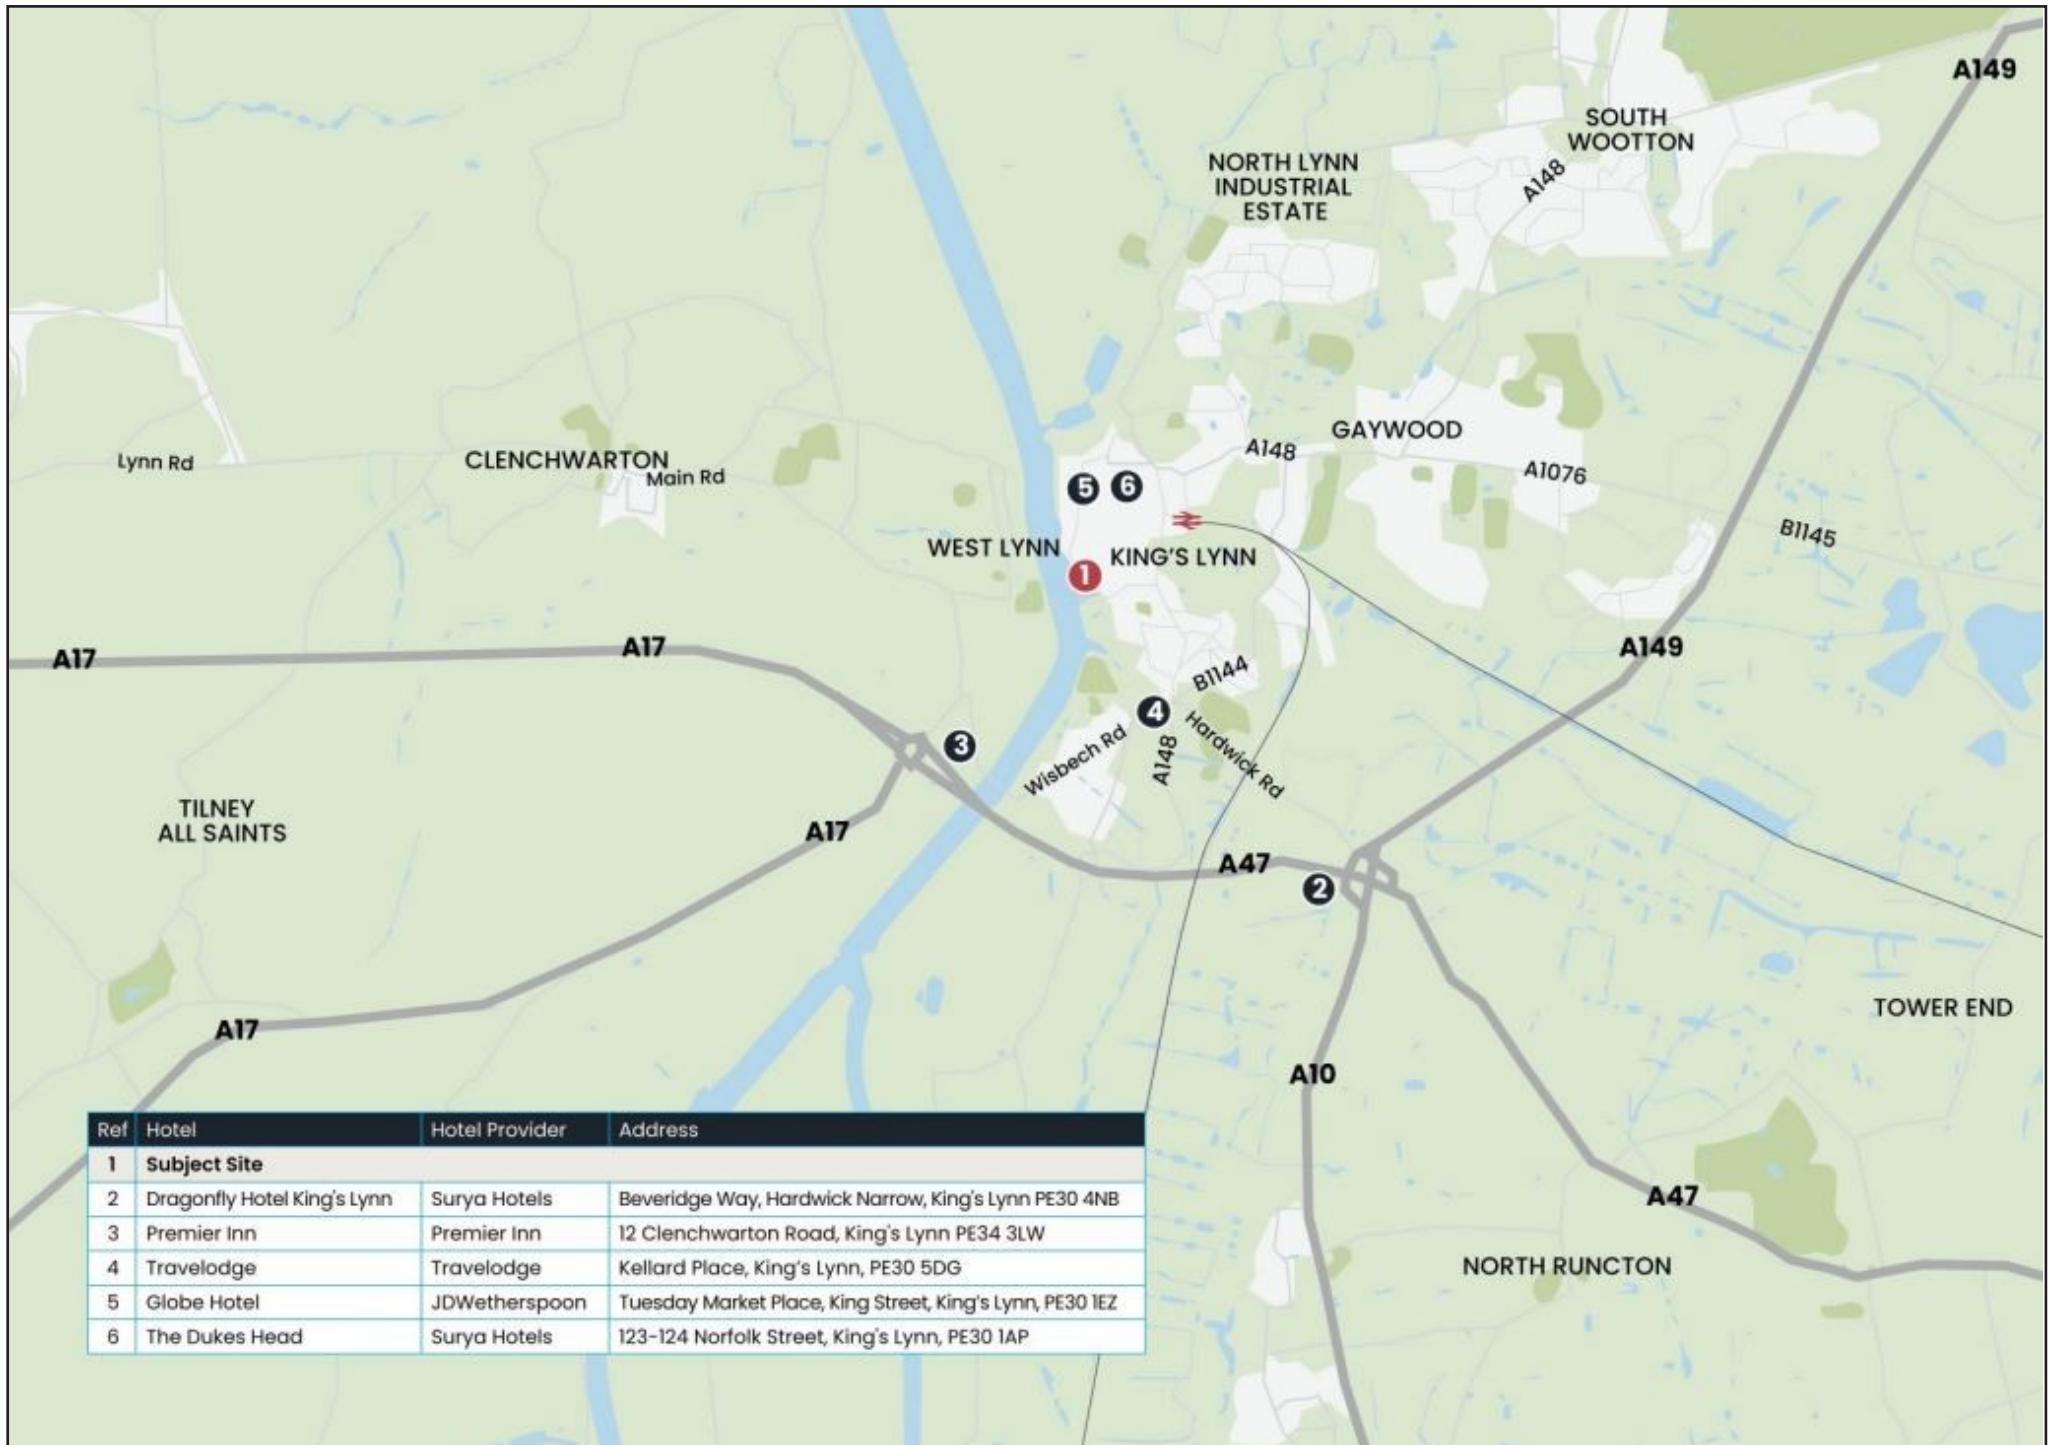 A149
SOUTH
WOOTTON
A148
NORTH LYNN
INDUSTRIAL
ESTATE
GAYWOOD
A148
A1076
B1145
Lynn Rd
CLENCHWARTON
Main Rd
5
6
WEST LYNN
KING'S LYNN
1
A17
A17
A149
B1144
4
Hardwick Rd
Wisbech Rd
A148
3
TILNEY
ALL SAINTS
A17
A47
2
A17
TOWER END
A10
A47
NORTH RUNCTON
Ref Hotel Hotel Provider Address
1 Subject Site
2 Dragonfly Hotel King's Lynn Surya Hotels Beveridge Way, Hardwick Narrow, King's Lynn PE30 4NB
3 Premier Inn Premier Inn 12 Clenchwarton Road, King's Lynn PE34 3LW
4 Travelodge Travelodge Kellard Place, King's Lynn, PE30 5DG
5 Globe Hotel JDWetherspoon Tuesday Market Place, King Street, King's Lynn, PE30 1EZ
6 The Dukes Head Surya Hotels 123-124 Norfolk Street, King's Lynn, PE30 1AP